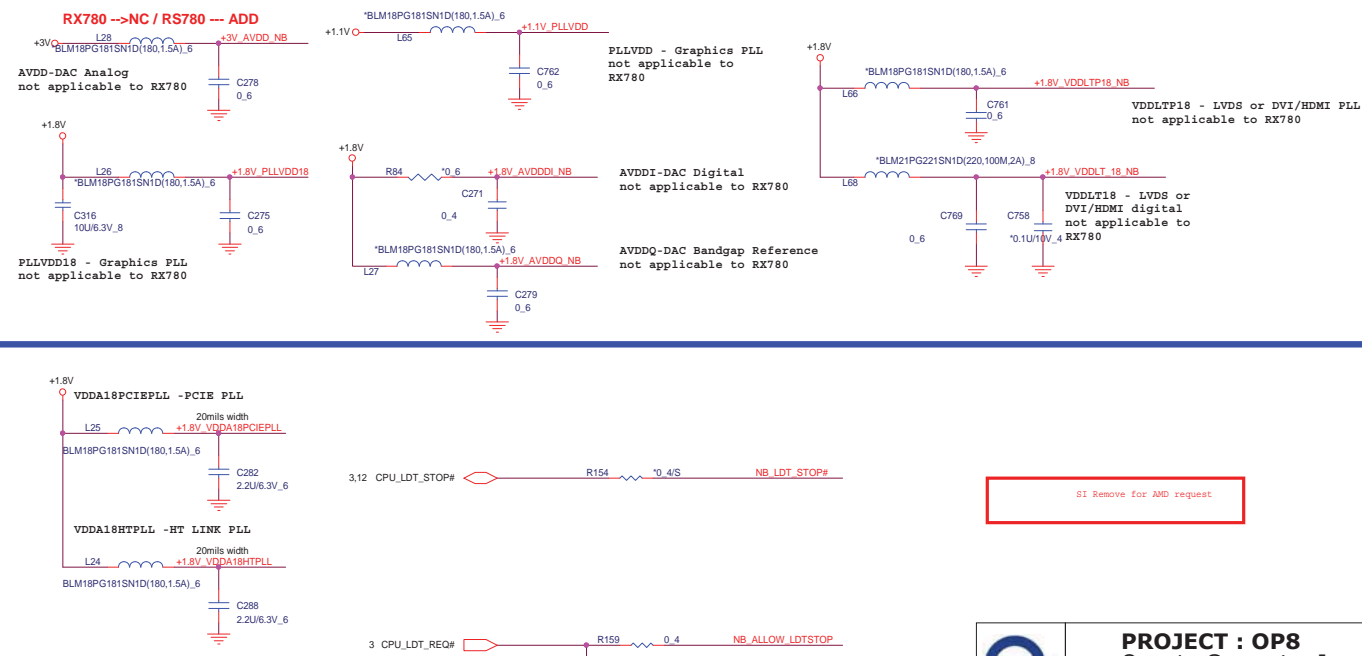 RX780 -->NC / RS780 --- ADD
+3V
L28
*BLM18PG181SN1D(180,1.5A)_6
+3V_AVDD_NB
AVDD-DAC Analog
not applicable to RX780
C278
0_6
*BLM18PG181SN1D(180,1.5A)_6
+1.1V
L65
+1.1V_PLLVDD
C762
0_6
PLLVDD - Graphics PLL
not applicable to
RX780
+1.8V
*BLM18PG181SN1D(180,1.5A)_6
L66
+1.8V_VDDLTP18_NB
C761
0_6
VDDLTP18 - LVDS or DVI/HDMI PLL
not applicable to RX780
*BLM21PG221SN1D(220,100M,2A)_8
L68
+1.8V_VDDLT_18_NB
C769
0_6
C758
*0.1U/10V_4
VDDLT18 - LVDS or
DVI/HDMI digital
not applicable to
RX780
+1.8V
L26
*BLM18PG181SN1D(180,1.5A)_6
+1.8V_PLLVDD18
C316
10U/6.3V_8
C275
0_6
PLLVDD18 - Graphics PLL
not applicable to RX780
+1.8V
R84
*0_6
+1.8V_AVDDDI_NB
C271
0_4
AVDDI-DAC Digital
not applicable to RX780
*BLM18PG181SN1D(180,1.5A)_6
L27
+1.8V_AVDDQ_NB
C279
0_6
AVDDQ-DAC Bandgap Reference
not applicable to RX780
+1.8V
VDDA18PCIEPLL -PCIE PLL
20mils width
L25
+1.8V_VDDA18PCIEPLL
BLM18PG181SN1D(180,1.5A)_6
C282
2.2U/6.3V_6
VDDA18HTPLL -HT LINK PLL
20mils width
L24
+1.8V_VDDA18HTPLL
BLM18PG181SN1D(180,1.5A)_6
C288
2.2U/6.3V_6
3,12 CPU_LDT_STOP#
R154
*0_4/S
NB_LDT_STOP#
SI Remove for AMD request
3 CPU_LDT_REQ#
R159
0_4
NB_ALLOW_LDTSTOP
PROJECT : OP8